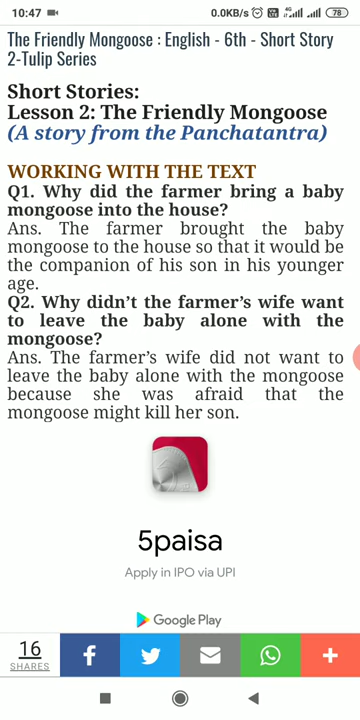 10:47
0.0KB/s
4G
78
The Friendly Mongoose : English - 6th - Short Story
2-Tulip Series
Short Stories:
Lesson 2: The Friendly Mongoose
(A story from the Panchatantra)
WORKING WITH THE TEXT
Q1. Why did the farmer bring a baby
mongoose into the house?
Ans. The farmer brought the baby
mongoose to the house so that it would be
the companion of his son in his younger
age.
Q2. Why didn't the farmer's wife want
to leave the baby alone with the
mongoose?
Ans. The farmer's wife did not want to
leave the baby alone with the mongoose
because she was afraid that the
mongoose might kill her son.
5paisa
Apply in IPO via UPI
Google Play
16
SHARES